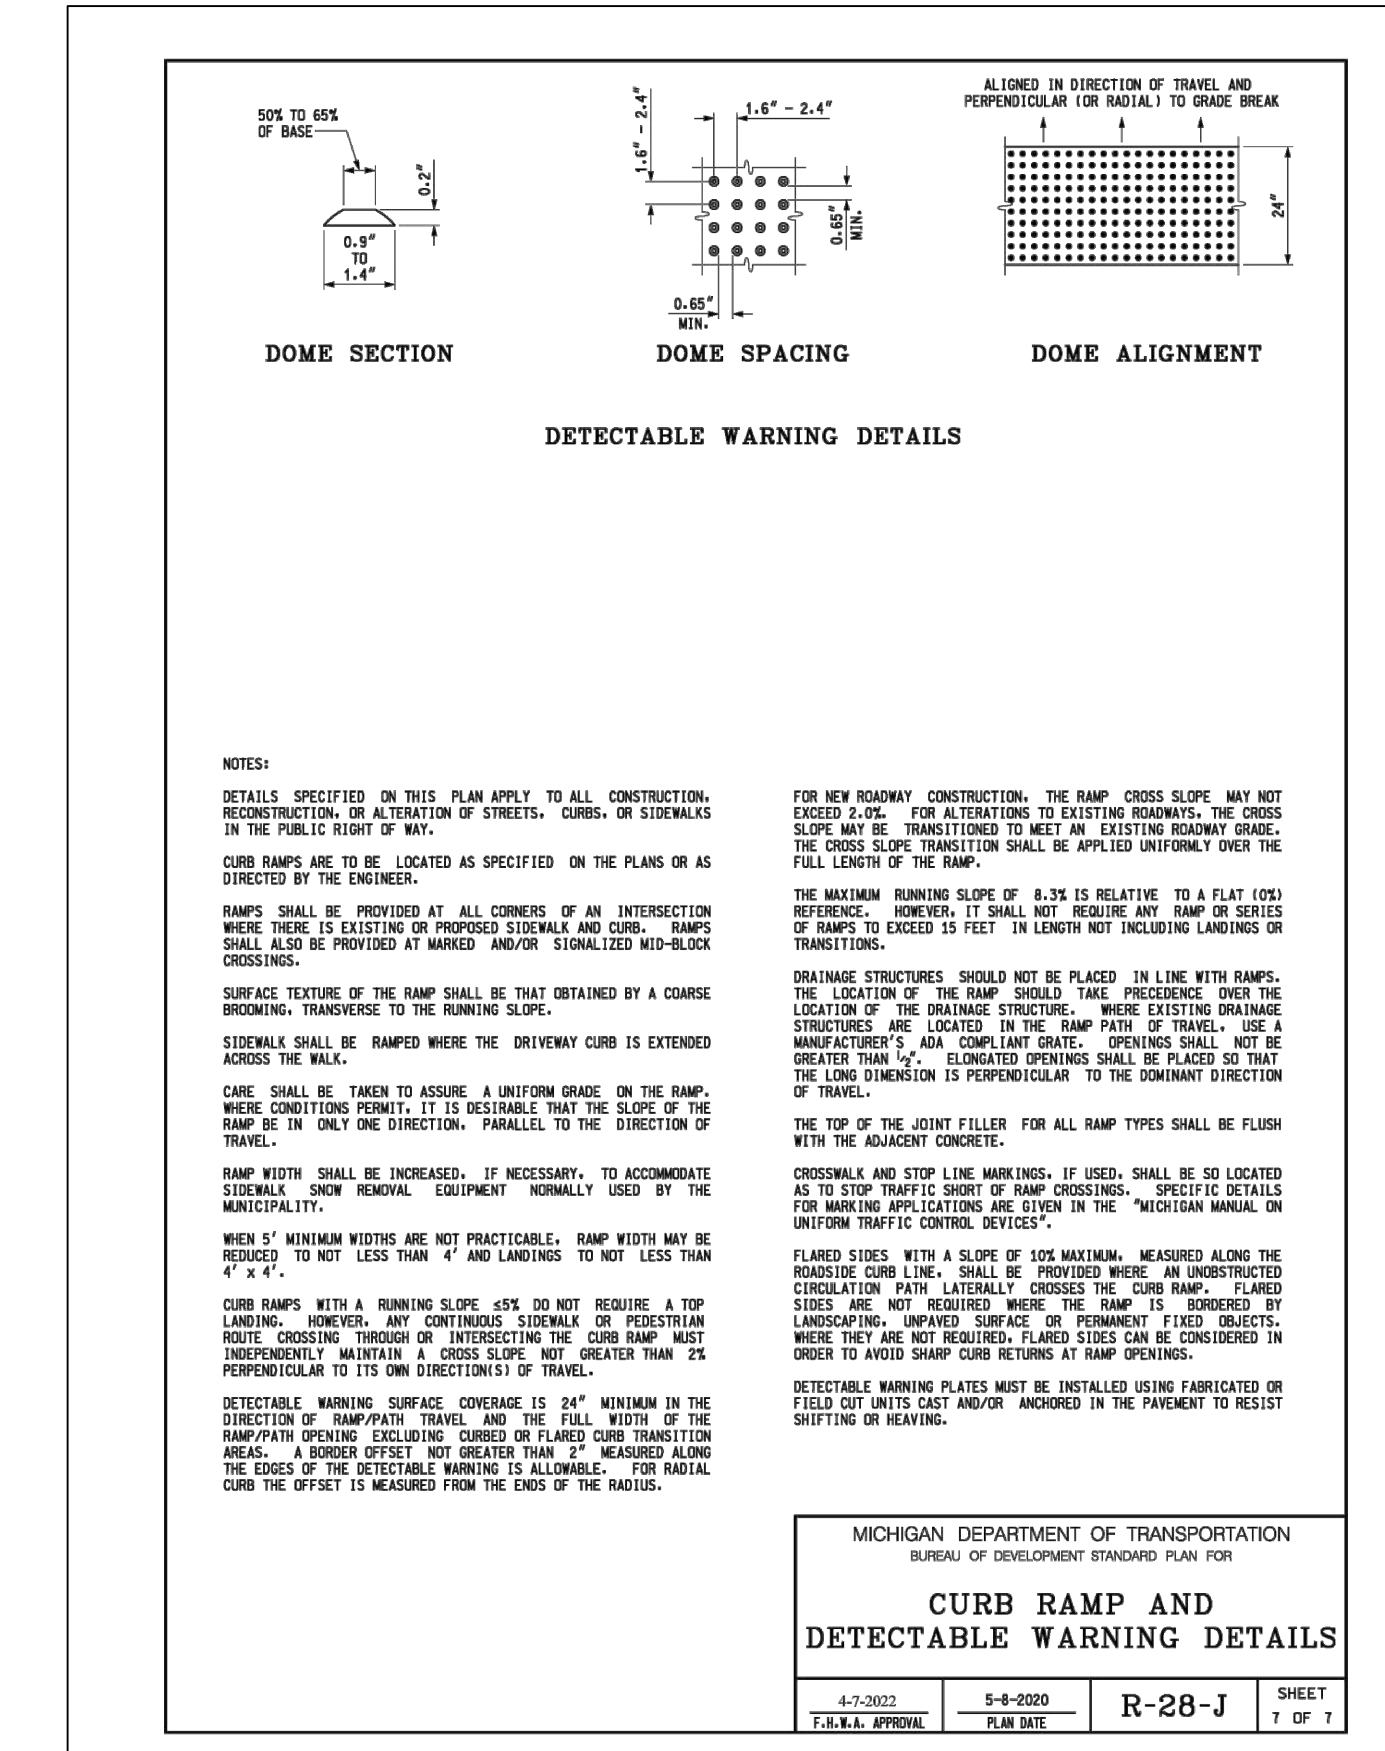 50% TO 65%
OF BASE
0.2"
0.9"
TO
1.4"
DOME SECTION
1.6" - 2.4"
1.6" - 2.4"
0.65"
MIN.
0.65"
MIN.
DOME SPACING
ALIGNED IN DIRECTION OF TRAVEL AND
PERPENDICULAR (OR RADIAL) TO GRADE BREAK
24"
DOME ALIGNMENT
DETECTABLE WARNING DETAILS
NOTES:
DETAILS SPECIFIED ON THIS PLAN APPLY TO ALL CONSTRUCTION,
RECONSTRUCTION, OR ALTERATION OF STREETS, CURBS, OR SIDEWALKS
IN THE PUBLIC RIGHT OF WAY.
CURB RAMPS ARE TO BE LOCATED AS SPECIFIED ON THE PLANS OR AS
DIRECTED BY THE ENGINEER.
RAMPS SHALL BE PROVIDED AT ALL CORNERS OF AN INTERSECTION
WHERE THERE IS EXISTING OR PROPOSED SIDEWALK AND CURB. RAMPS
SHALL ALSO BE PROVIDED AT MARKED AND/OR SIGNALIZED MID-BLOCK
CROSSINGS.
SURFACE TEXTURE OF THE RAMP SHALL BE THAT OBTAINED BY A COARSE
BROOMING, TRANSVERSE TO THE RUNNING SLOPE.
SIDEWALK SHALL BE RAMPED WHERE THE DRIVEWAY CURB IS EXTENDED
ACROSS THE WALK.
CARE SHALL BE TAKEN TO ASSURE A UNIFORM GRADE ON THE RAMP.
WHERE CONDITIONS PERMIT, IT IS DESIRABLE THAT THE SLOPE OF THE
RAMP BE IN ONLY ONE DIRECTION, PARALLEL TO THE DIRECTION OF
TRAVEL.
RAMP WIDTH SHALL BE INCREASED, IF NECESSARY, TO ACCOMMODATE
SIDEWALK SNOW REMOVAL EQUIPMENT NORMALLY USED BY THE
MUNICIPALITY.
WHEN 5' MINIMUM WIDTHS ARE NOT PRACTICABLE, RAMP WIDTH MAY BE
REDUCED TO NOT LESS THAN 4' AND LANDINGS TO NOT LESS THAN
4' x 4'.
CURB RAMPS WITH A RUNNING SLOPE ≤5% DO NOT REQUIRE A TOP
LANDING. HOWEVER, ANY CONTINUOUS SIDEWALK OR PEDESTRIAN
ROUTE CROSSING THROUGH OR INTERSECTING THE CURB RAMP MUST
INDEPENDENTLY MAINTAIN A CROSS SLOPE NOT GREATER THAN 2%
PERPENDICULAR TO ITS OWN DIRECTION(S) OF TRAVEL.
DETECTABLE WARNING SURFACE COVERAGE IS 24" MINIMUM IN THE
DIRECTION OF RAMP/PATH TRAVEL AND THE FULL WIDTH OF THE
RAMP/PATH OPENING EXCLUDING CURBED OR FLARED CURB TRANSITION
AREAS. A BORDER OFFSET NOT GREATER THAN 2" MEASURED ALONG
THE EDGES OF THE DETECTABLE WARNING IS ALLOWABLE. FOR RADIAL
CURB THE OFFSET IS MEASURED FROM THE ENDS OF THE RADIUS.
FOR NEW ROADWAY CONSTRUCTION, THE RAMP CROSS SLOPE MAY NOT
EXCEED 2.0%. FOR ALTERATIONS TO EXISTING ROADWAYS, THE CROSS
SLOPE MAY BE TRANSITIONED TO MEET AN EXISTING ROADWAY GRADE.
THE CROSS SLOPE TRANSITION SHALL BE APPLIED UNIFORMLY OVER THE
FULL LENGTH OF THE RAMP.
THE MAXIMUM RUNNING SLOPE OF 8.3% IS RELATIVE TO A FLAT (0%)
REFERENCE. HOWEVER, IT SHALL NOT REQUIRE ANY RAMP OR SERIES
OF RAMPS TO EXCEED 15 FEET IN LENGTH NOT INCLUDING LANDINGS OR
TRANSITIONS.
DRAINAGE STRUCTURES SHOULD NOT BE PLACED IN LINE WITH RAMPS.
THE LOCATION OF THE RAMP SHOULD TAKE PRECEDENCE OVER THE
LOCATION OF THE DRAINAGE STRUCTURE. WHERE EXISTING DRAINAGE
STRUCTURES ARE LOCATED IN THE RAMP PATH OF TRAVEL, USE A
MANUFACTURER'S ADA COMPLIANT GRATE. OPENINGS SHALL NOT BE
GREATER THAN 1/2". ELONGATED OPENINGS SHALL BE PLACED SO THAT
THE LONG DIMENSION IS PERPENDICULAR TO THE DOMINANT DIRECTION
OF TRAVEL.
THE TOP OF THE JOINT FILLER FOR ALL RAMP TYPES SHALL BE FLUSH
WITH THE ADJACENT CONCRETE.
CROSSWALK AND STOP LINE MARKINGS, IF USED, SHALL BE SO LOCATED
AS TO STOP TRAFFIC SHORT OF RAMP CROSSINGS. SPECIFIC DETAILS
FOR MARKING APPLICATIONS ARE GIVEN IN THE "MICHIGAN MANUAL ON
UNIFORM TRAFFIC CONTROL DEVICES".
FLARED SIDES WITH A SLOPE OF 10% MAXIMUM, MEASURED ALONG THE
ROADSIDE CURB LINE, SHALL BE PROVIDED WHERE AN UNOBSTRUCTED
CIRCULATION PATH LATERALLY CROSSES THE CURB RAMP. FLARED
SIDES ARE NOT REQUIRED WHERE THE RAMP IS BORDERED BY
LANDSCAPING, UNPAVED SURFACE OR PERMANENT FIXED OBJECTS.
WHERE THEY ARE NOT REQUIRED, FLARED SIDES CAN BE CONSIDERED IN
ORDER TO AVOID SHARP CURB RETURNS AT RAMP OPENINGS.
DETECTABLE WARNING PLATES MUST BE INSTALLED USING FABRICATED OR
FIELD CUT UNITS CAST AND/OR ANCHORED IN THE PAVEMENT TO RESIST
SHIFTING OR HEAVING.
MICHIGAN DEPARTMENT OF TRANSPORTATION
BUREAU OF DEVELOPMENT STANDARD PLAN FOR
CURB RAMP AND
DETECTABLE WARNING DETAILS
4-7-2022
F.H.W.A. APPROVAL
5-8-2020
PLAN DATE
R-28-J
SHEET
7 OF 7